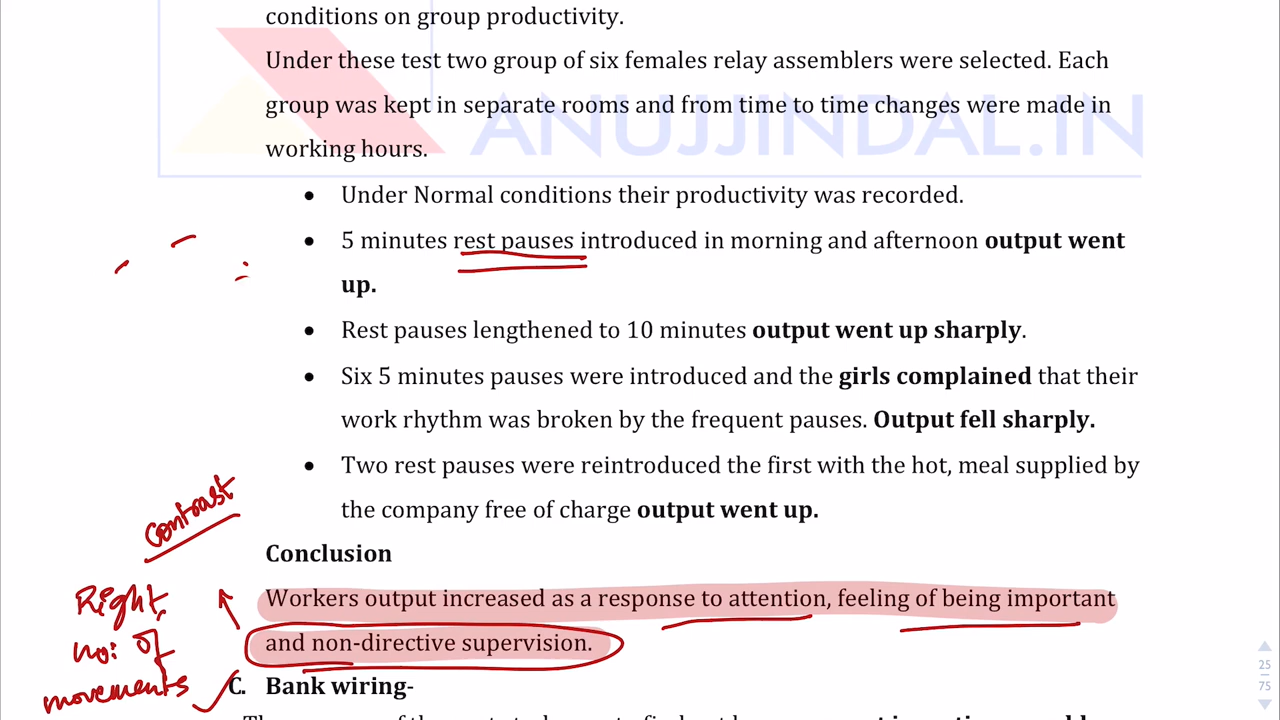 conditions on group productivity.
Under these test two group of six females relay assemblers were selected. Each
group was kept in separate rooms and from time to time changes were made in
working hours.
ANUJJINDAL.IN
• Under Normal conditions their productivity was recorded.
• 5 minutes rest pauses introduced in morning and afternoon output went
up.
• Rest pauses lengthened to 10 minutes output went up sharply.
• Six 5 minutes pauses were introduced and the girls complained that their
work rhythm was broken by the frequent pauses. Output fell sharply.
• Two rest pauses were reintroduced the first with the hot, meal supplied by
the company free of charge output went up.
contrast
Conclusion
Right
no: of
movements
Workers output increased as a response to attention, feeling of being important
and non-directive supervision.
C. Bank wiring-
25
75